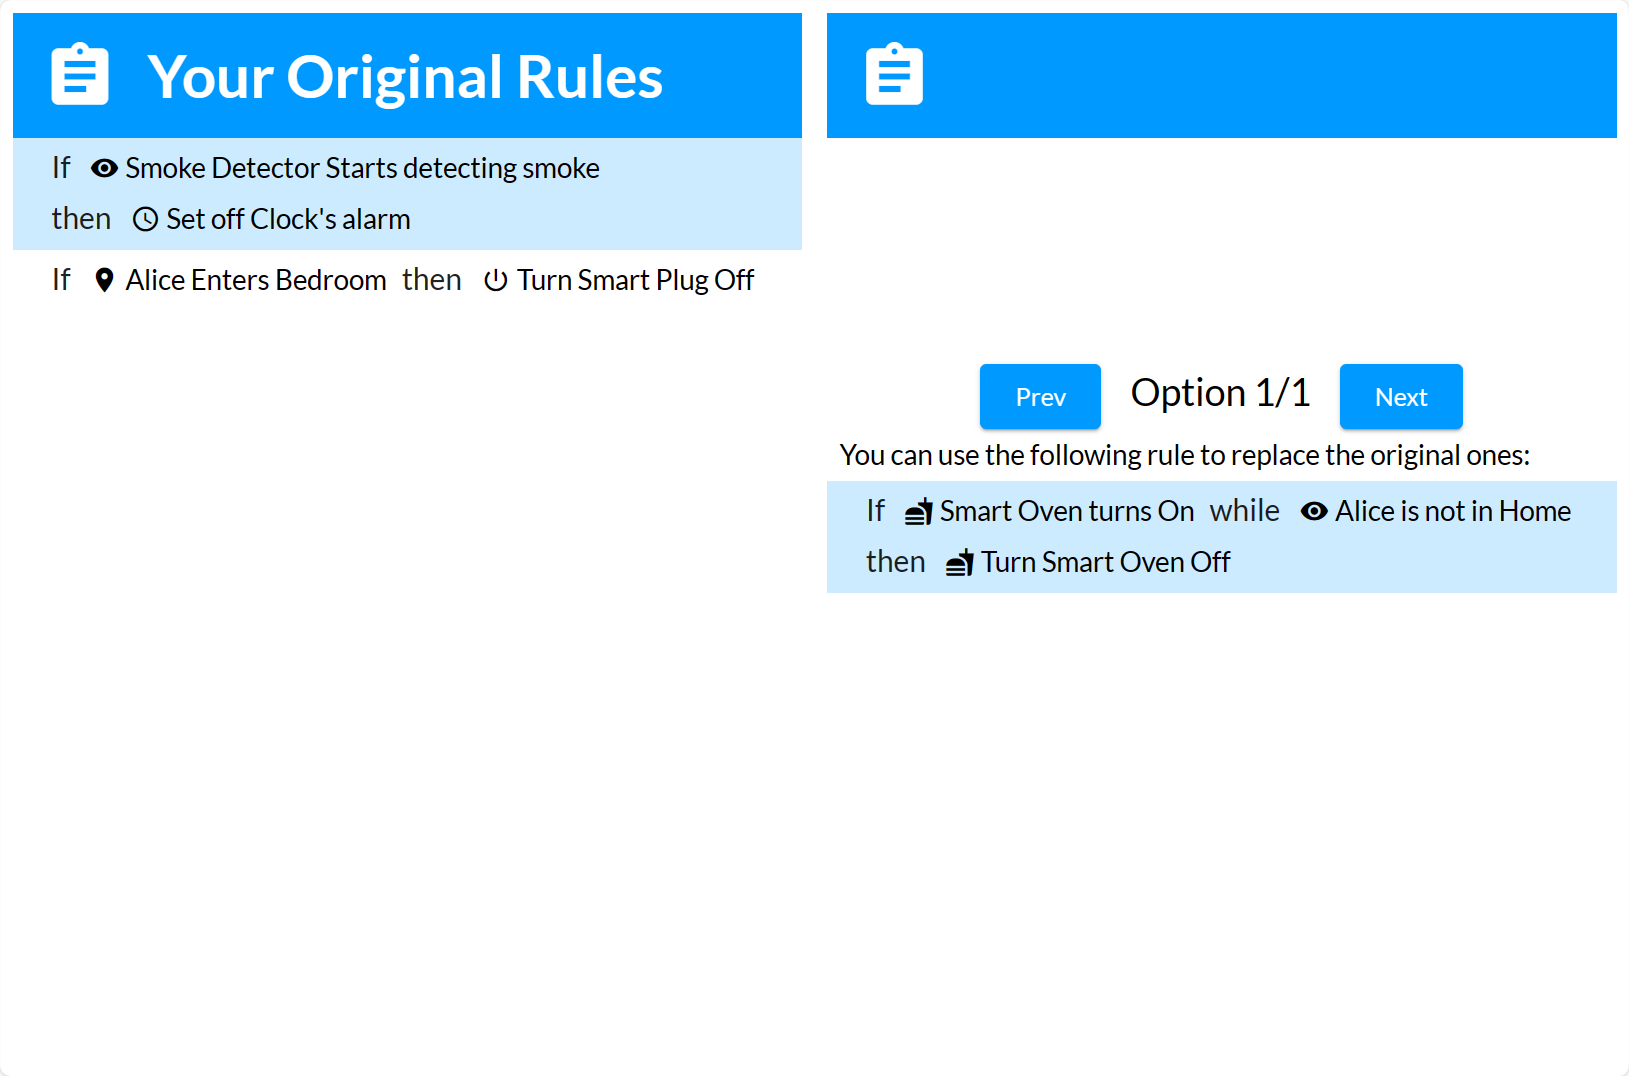 Your Original Rules
If Smoke Detector Starts detecting smoke
then Set off Clock's alarm
If Alice Enters Bedroom then Turn Smart Plug Off
Prev Option 1/1 Next
You can use the following rule to replace the original ones:
If Smart Oven turns On while Alice is not in Home
then Turn Smart Oven Off